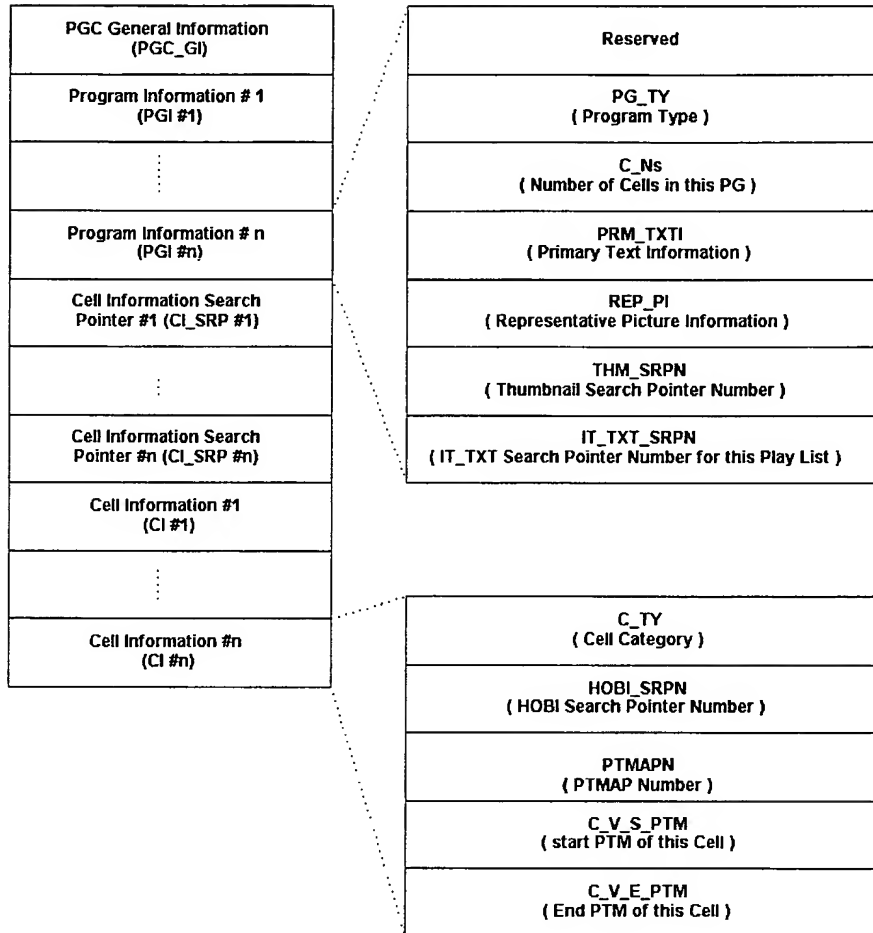 PGC General Information
(PGC_GI)
Program Information # 1
(PGI #1)
Program Information # n
(PGI #n)
Cell Information Search
Pointer #1 (CI_SRP #1)
Cell Information Search
Pointer #n (CI_SRP #n)
Cell Information #1
(CI #1)
Cell Information #n
(CI #n)
Reserved
PG_TY
( Program Type )
C_Ns
( Number of Cells in this PG )
PRM_TXTI
( Primary Text Information )
REP_PI
( Representative Picture Information )
THM_SRPN
( Thumbnail Search Pointer Number )
IT_TXT_SRPN
( IT_TXT Search Pointer Number for this Play List )
C_TY
( Cell Category )
HOBI_SRPN
( HOBI Search Pointer Number )
PTMAPN
( PTMAP Number )
C_V_S_PTM
( start PTM of this Cell )
C_V_E_PTM
( End PTM of this Cell )